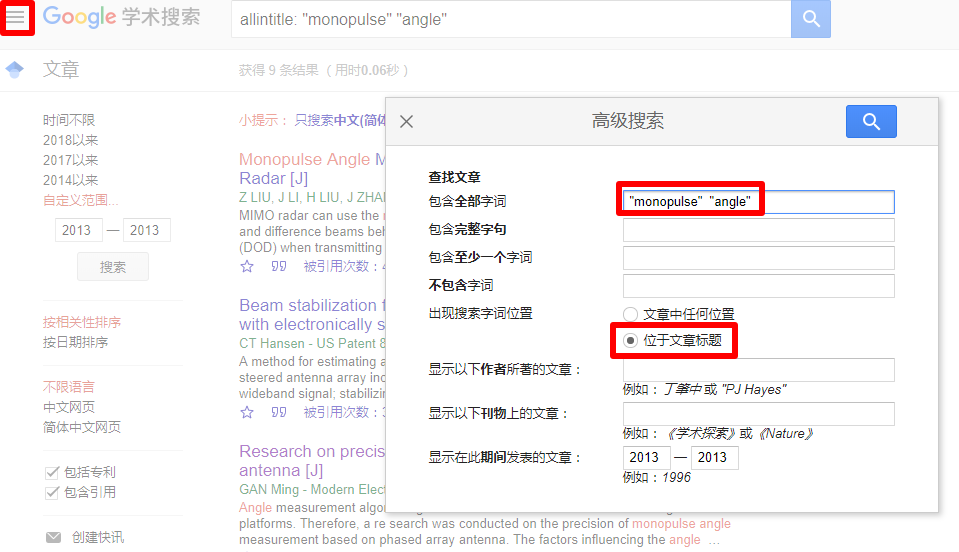 Google 学术搜索
allintitle: "monopulse" "angle"
文章
获得 9 条结果 （用时0.06秒）
时间不限
2018以来
2017以来
2014以来
自定义范围...
2013 — 2013
搜索
按相关性排序
按日期排序
不限语言
中文网页
简体中文网页
包括专利
包含引用
创建快讯
小提示： 只搜索中文(简体
Monopulse Angle M
Radar [J]
Z LIU, J LI, H LIU, J ZHA
MIMO radar can use the
and difference beams beh
(DOD) when transmitting
被引用次数：
Beam stabilization f
with electronically s
CT Hansen - US Patent 8
A method for estimating a
steered antenna array inc
wideband signal; stabilizin
被引用次数：
Research on precis
antenna [J]
GAN Ming - Modern Elect
Angle measurement algor
platforms. Therefore, a re search was conducted on the precision of monopulse angle
measurement based on phased array antenna. The factors influencing the angle ...
高级搜索
查找文章
包含全部字词 "monopulse" "angle"
包含完整字句
包含至少一个字词
不包含字词
出现搜索字词位置 文章中任何位置
位于文章标题
显示以下作者所著的文章：
例如：丁肇中 或 "PJ Hayes"
显示以下刊物上的文章：
例如：《学术探索》或《Nature》
显示在此期间发表的文章： 2013 — 2013
例如：1996